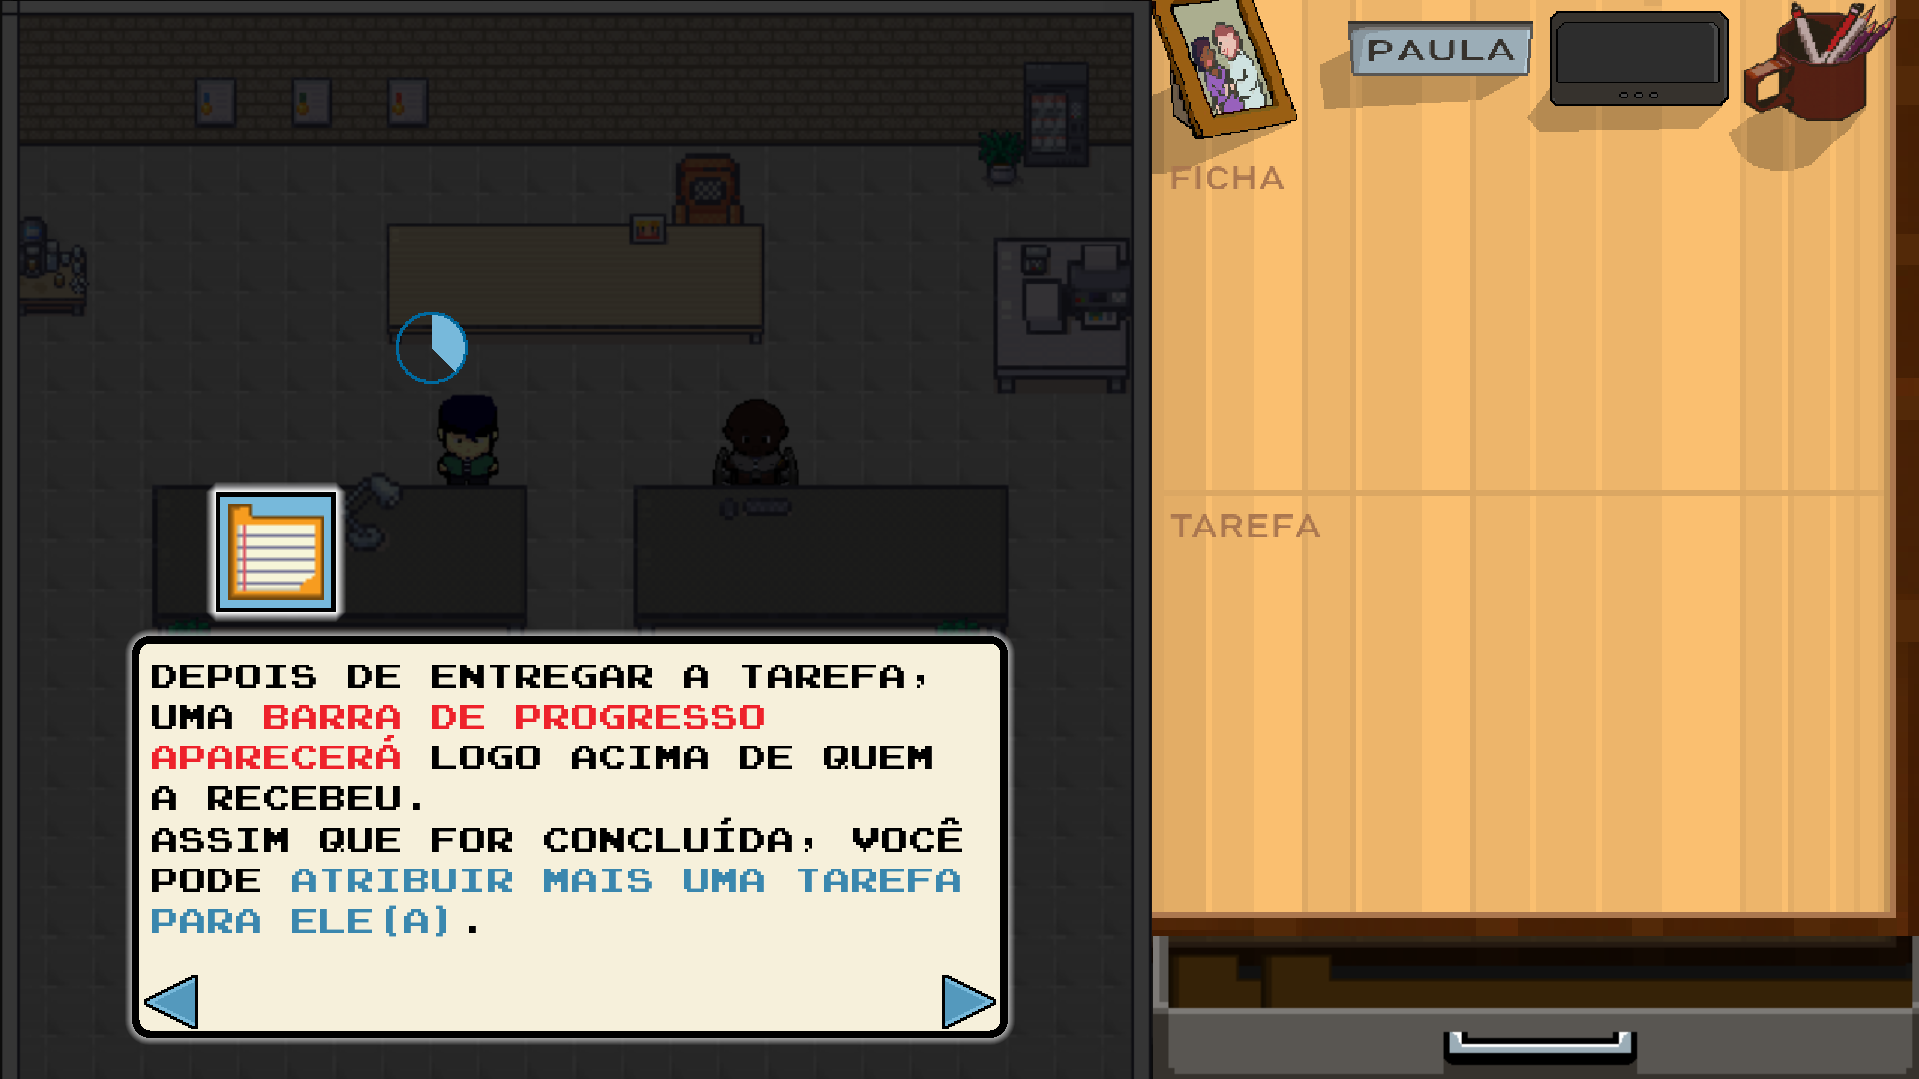 PAULA
FICHA
TAREFA
DEPOIS DE ENTREGAR A TAREFA,
UMA BARRA DE PROGRESSO
APARECERÁ LOGO ACIMA DE QUEM
A RECEBEU.
ASSIM QUE FOR CONCLUÍDA, VOCÊ
PODE ATRIBUIR MAIS UMA TAREFA
PARA ELE(A).